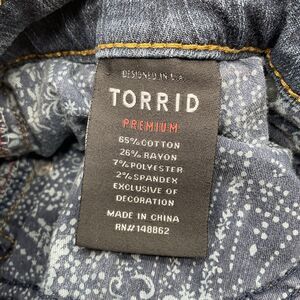 DESIGNED IN L.A.
TORRID
PREMIUM
65% COTTON
26% RAYON
7% POLYESTER
2% SPANDEX
EXCLUSIVE OF
DECORATION
MADE IN CHINA
RN# 148862